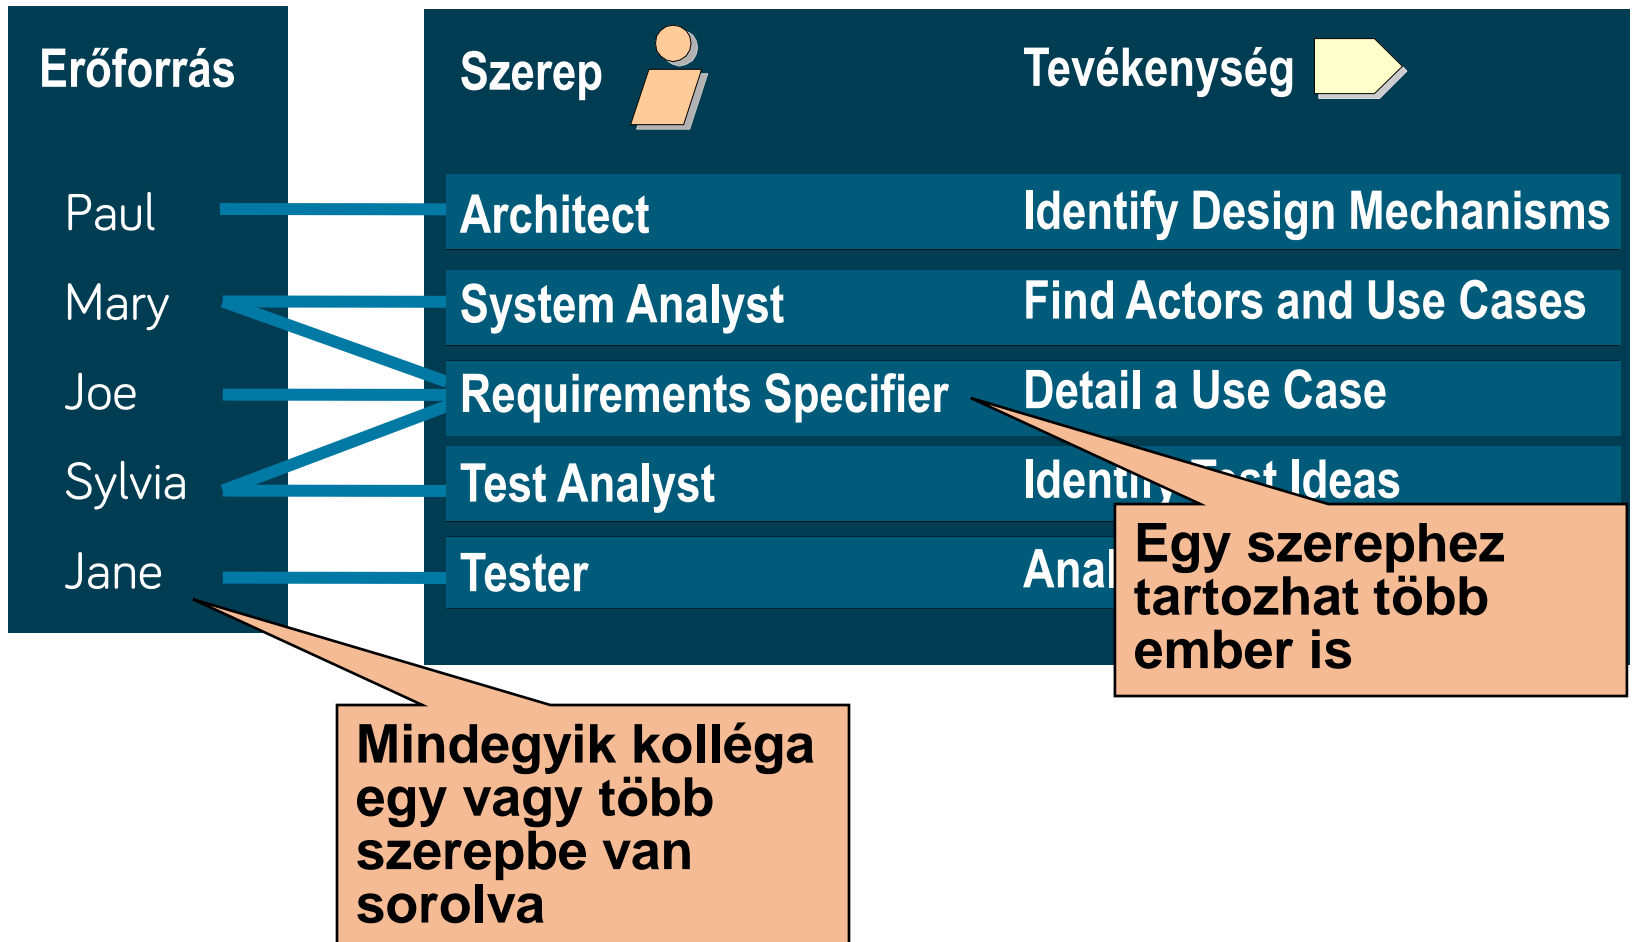 Erőforrás
Szerep
Tevékenység
Paul
Architect
Identify Design Mechanisms
Mary
System Analyst
Find Actors and Use Cases
Joe
Requirements Specifier
Detail a Use Case
Sylvia
Test Analyst
Identify Test Ideas
Jane
Tester
Egy szerephez
tartozhat több
ember is
Mindegyik kolléga
egy vagy több
szerepbe van
sorolva